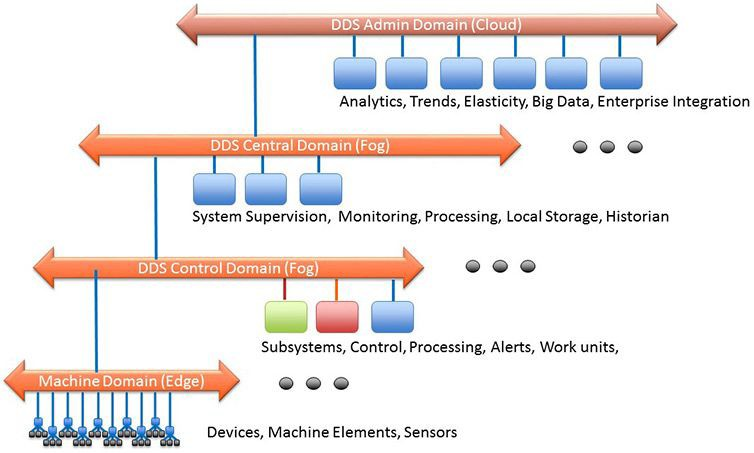 DDS Admin Domain (Cloud)
Analytics, Trends, Elasticity, Big Data, Enterprise Integration
DDS Central Domain (Fog)
System Supervision, Monitoring, Processing, Local Storage, Historian
DDS Control Domain (Fog)
Subsystems, Control, Processing, Alerts, Work units,
Machine Domain (Edge)
Devices, Machine Elements, Sensors